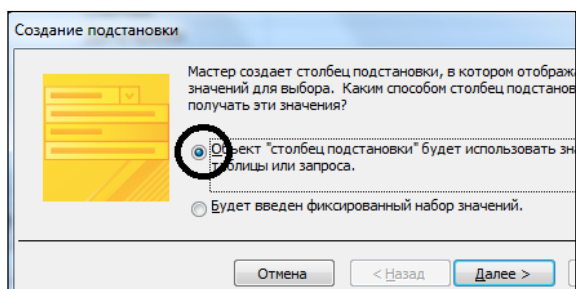 Создание подстановки
Мастер создает столбец подстановки, в котором отображ
значений для выбора. Каким способом столбец подстанов
получать эти значения?
Объект "столбец подстановки" будет использовать зн
таблицы или запроса.
Будет введен фиксированный набор значений.
Отмена
< Назад
Далее >